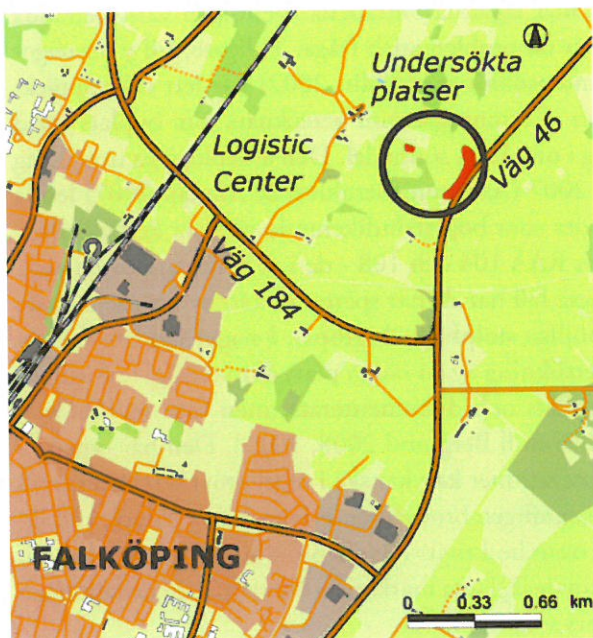 Undersökta
platser
Logistic
Center
Väg 46
Väg 184
FALKÖPING
0 0.33 0.66 km